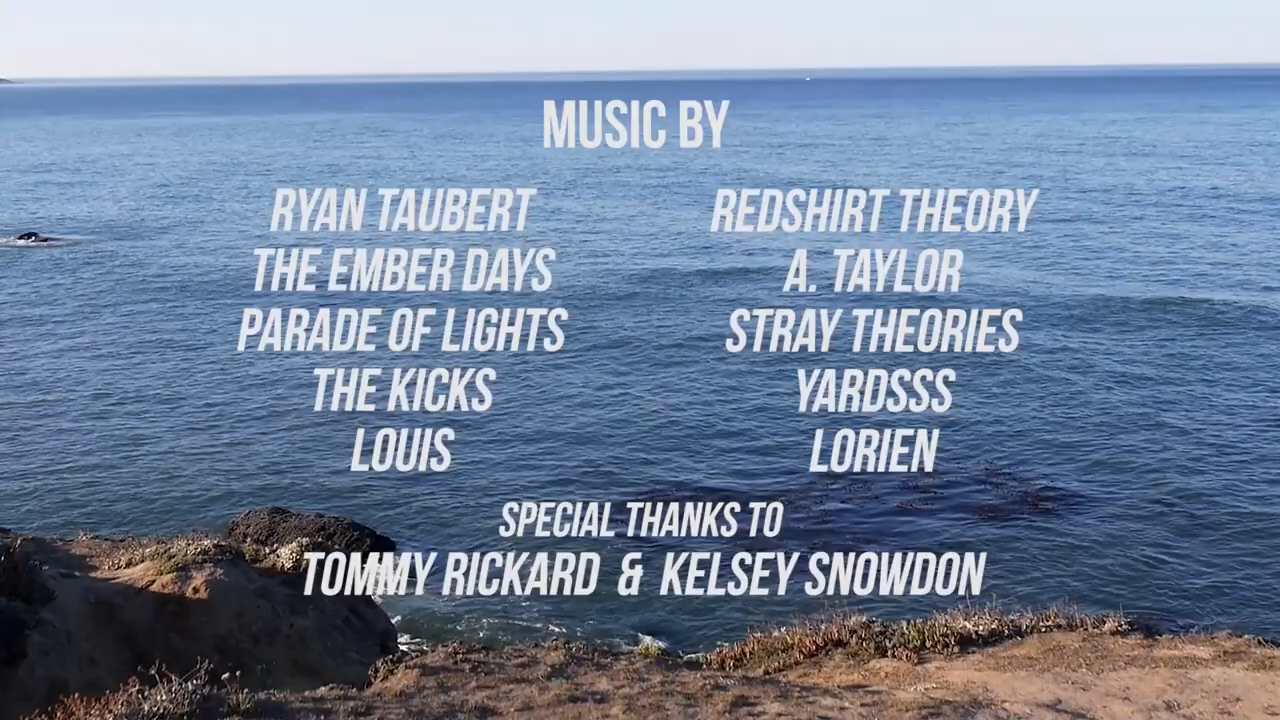 MUSIC BY
RYAN TAUBERT
THE EMBER DAYS
PARADE OF LIGHTS
THE KICKS
LOUIS
REDSHIRT THEORY
A. TAYLOR
STRAY THEORIES
YARDSSS
LORIEN
SPECIAL THANKS TO
TOMMY RICKARD & KELSEY SNOWDON